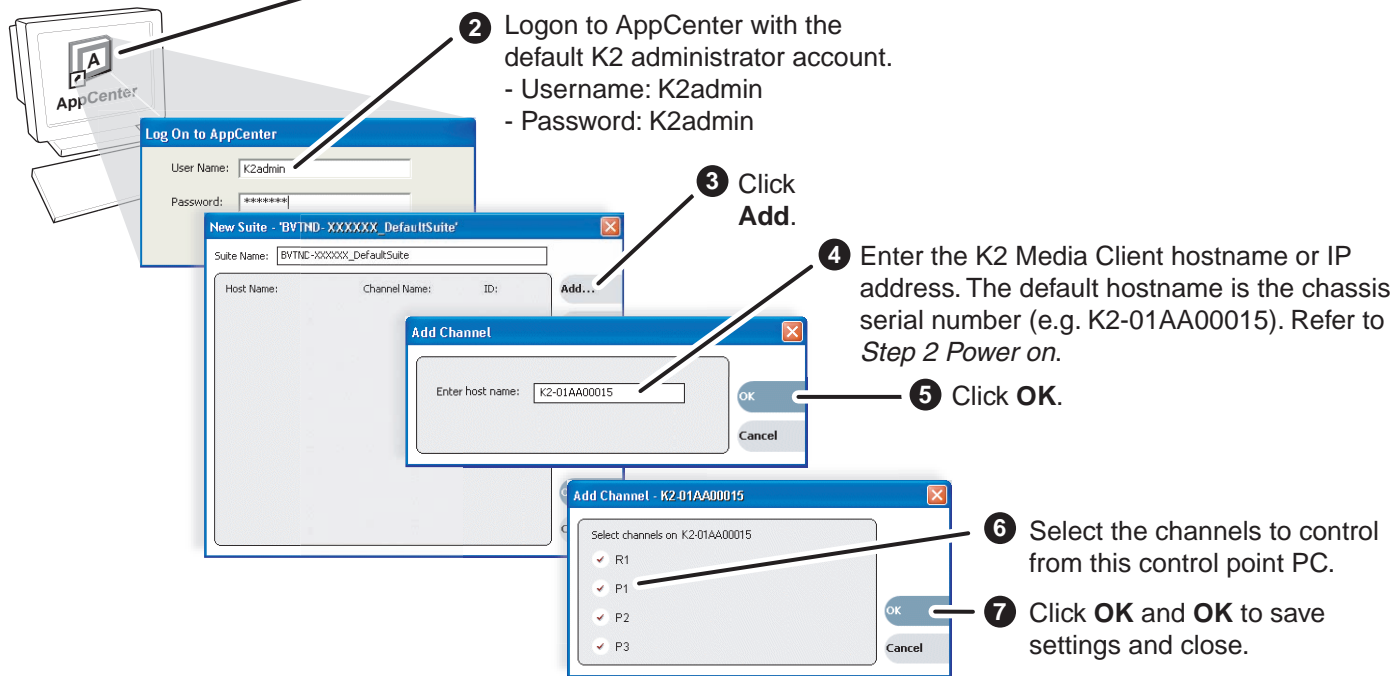 A
AppCenter
2 Logon to AppCenter with the
default K2 administrator account.
- Username: K2admin
- Password: K2admin
Log On to AppCenter
User Name: K2admin
Password: *******
3 Click
Add.
New Suite - 'BVTND-XXXXXX_DefaultSuite'
Suite Name: BVTND-XXXXXX_DefaultSuite
Host Name: Channel Name: ID: Add...
4 Enter the K2 Media Client hostname or IP
address. The default hostname is the chassis
serial number (e.g. K2-01AA00015). Refer to
Step 2 Power on.
Add Channel
Enter host name: K2-01AA00015
OK
Cancel
5 Click OK.
Add Channel - K2-01AA00015
Select channels on K2-01AA00015
R1
P1
P2
P3
OK
Cancel
6 Select the channels to control
from this control point PC.
7 Click OK and OK to save
settings and close.